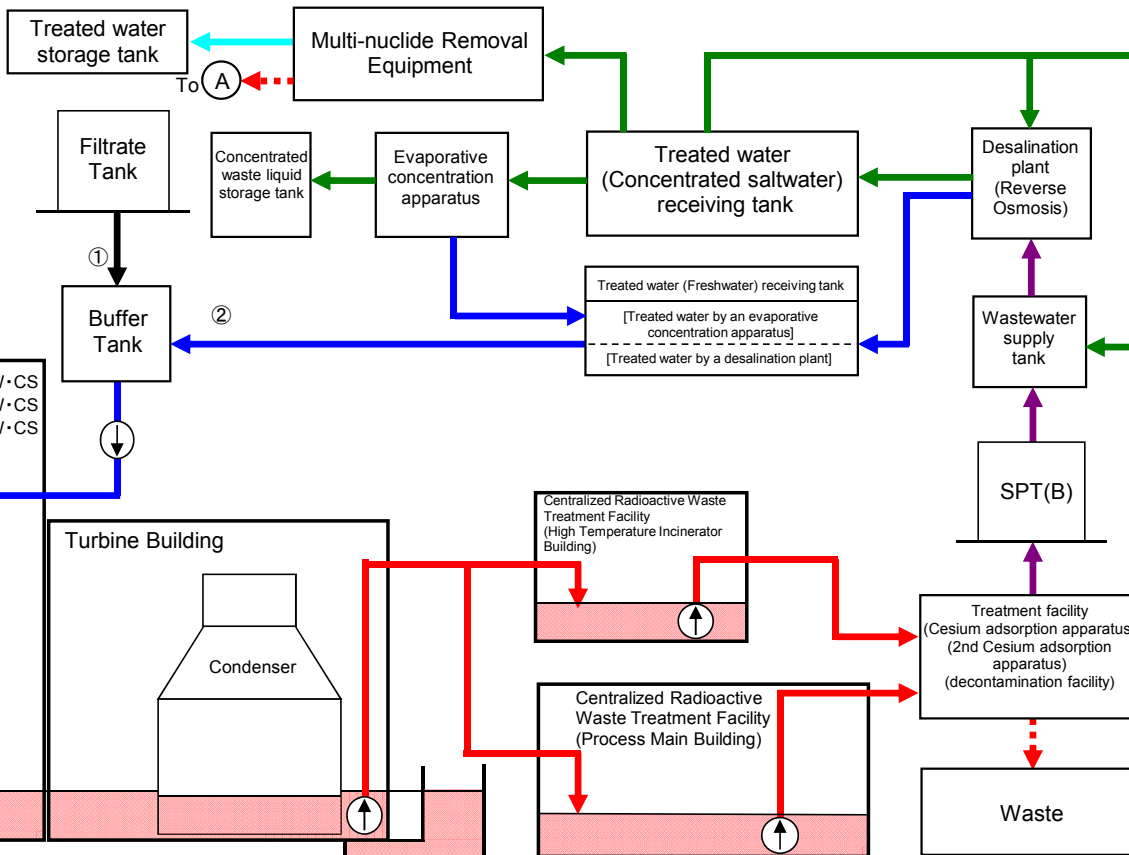 Treated water
storage tank
Multi-nuclide Removal
Equipment
To
A
Filtrate
Tank
Concentrated
waste liquid
storage tank
Evaporative
concentration
apparatus
Treated water
(Concentrated saltwater)
receiving tank
Desalination
plant
(Reverse
Osmosis)
①
Buffer
Tank
②
Treated water (Freshwater) receiving tank
[Treated water by an evaporative
concentration apparatus]
[Treated water by a desalination plant]
Wastewater
supply
tank
・CS
・CS
・CS
SPT(B)
Turbine Building
Condenser
Centralized Radioactive Waste
Treatment Facility
(High Temperature Incinerator
Building)
Centralized Radioactive
Waste Treatment Facility
(Process Main Building)
Treatment facility
(Cesium adsorption apparatus
(2nd Cesium adsorption
apparatus)
(decontamination facility)
Waste